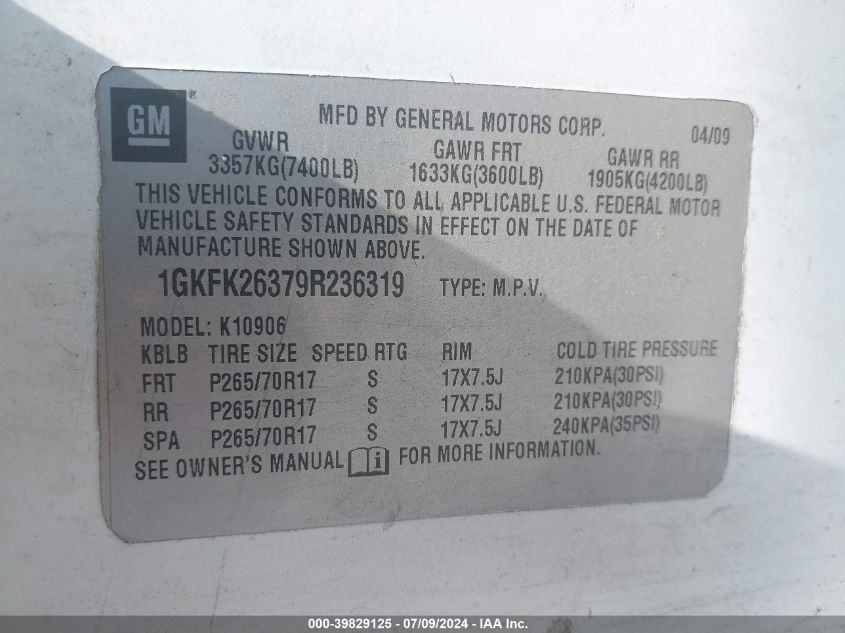 GM ®
MFD BY GENERAL MOTORS CORP. 04/09
GVWR GAWR FRT GAWR RR
3357KG(7400LB) 1633KG(3600LB) 1905KG(4200LB)
THIS VEHICLE CONFORMS TO ALL APPLICABLE U.S. FEDERAL MOTOR
VEHICLE SAFETY STANDARDS IN EFFECT ON THE DATE OF
MANUFACTURE SHOWN ABOVE.
1GKFK26379R236319 TYPE: M.P.V.
MODEL: K10906
KBLB TIRE SIZE SPEED RTG RIM COLD TIRE PRESSURE
FRT P265/70R17 S 17X7.5J 210KPA(30PSI)
RR P265/70R17 S 17X7.5J 210KPA(30PSI)
SPA P265/70R17 S 17X7.5J 240KPA(35PSI)
SEE OWNER'S MANUAL i FOR MORE INFORMATION.
000-39829125 - 07/09/2024 - IAA Inc.